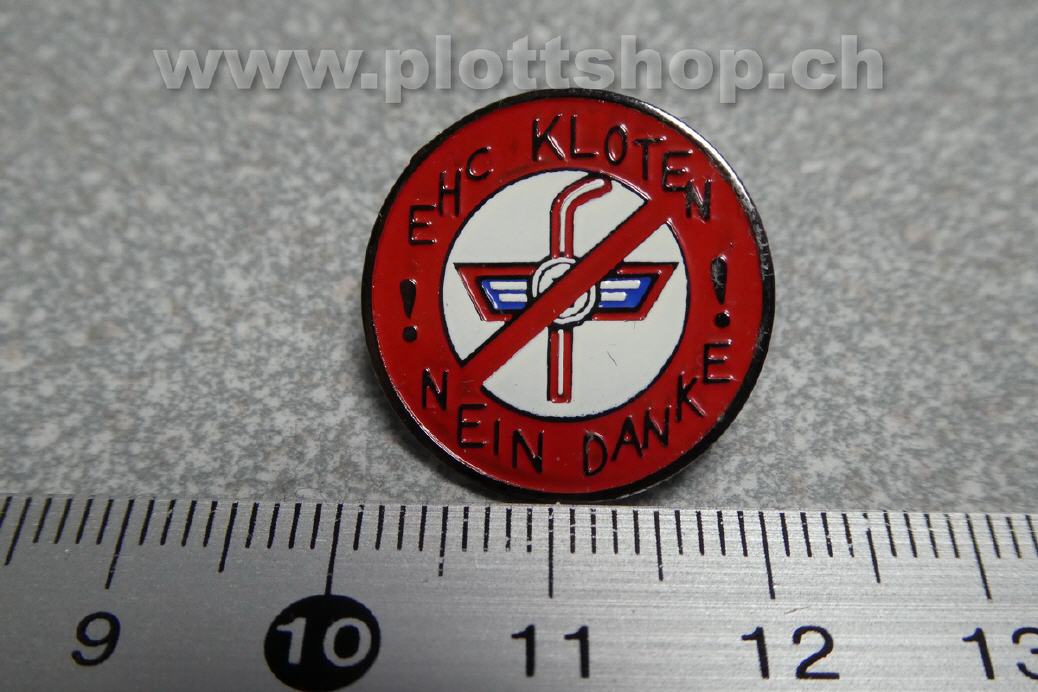 www.plottshop.ch
EHC KLOTEN
! !
NEIN DANKE
9 10 11 12 13